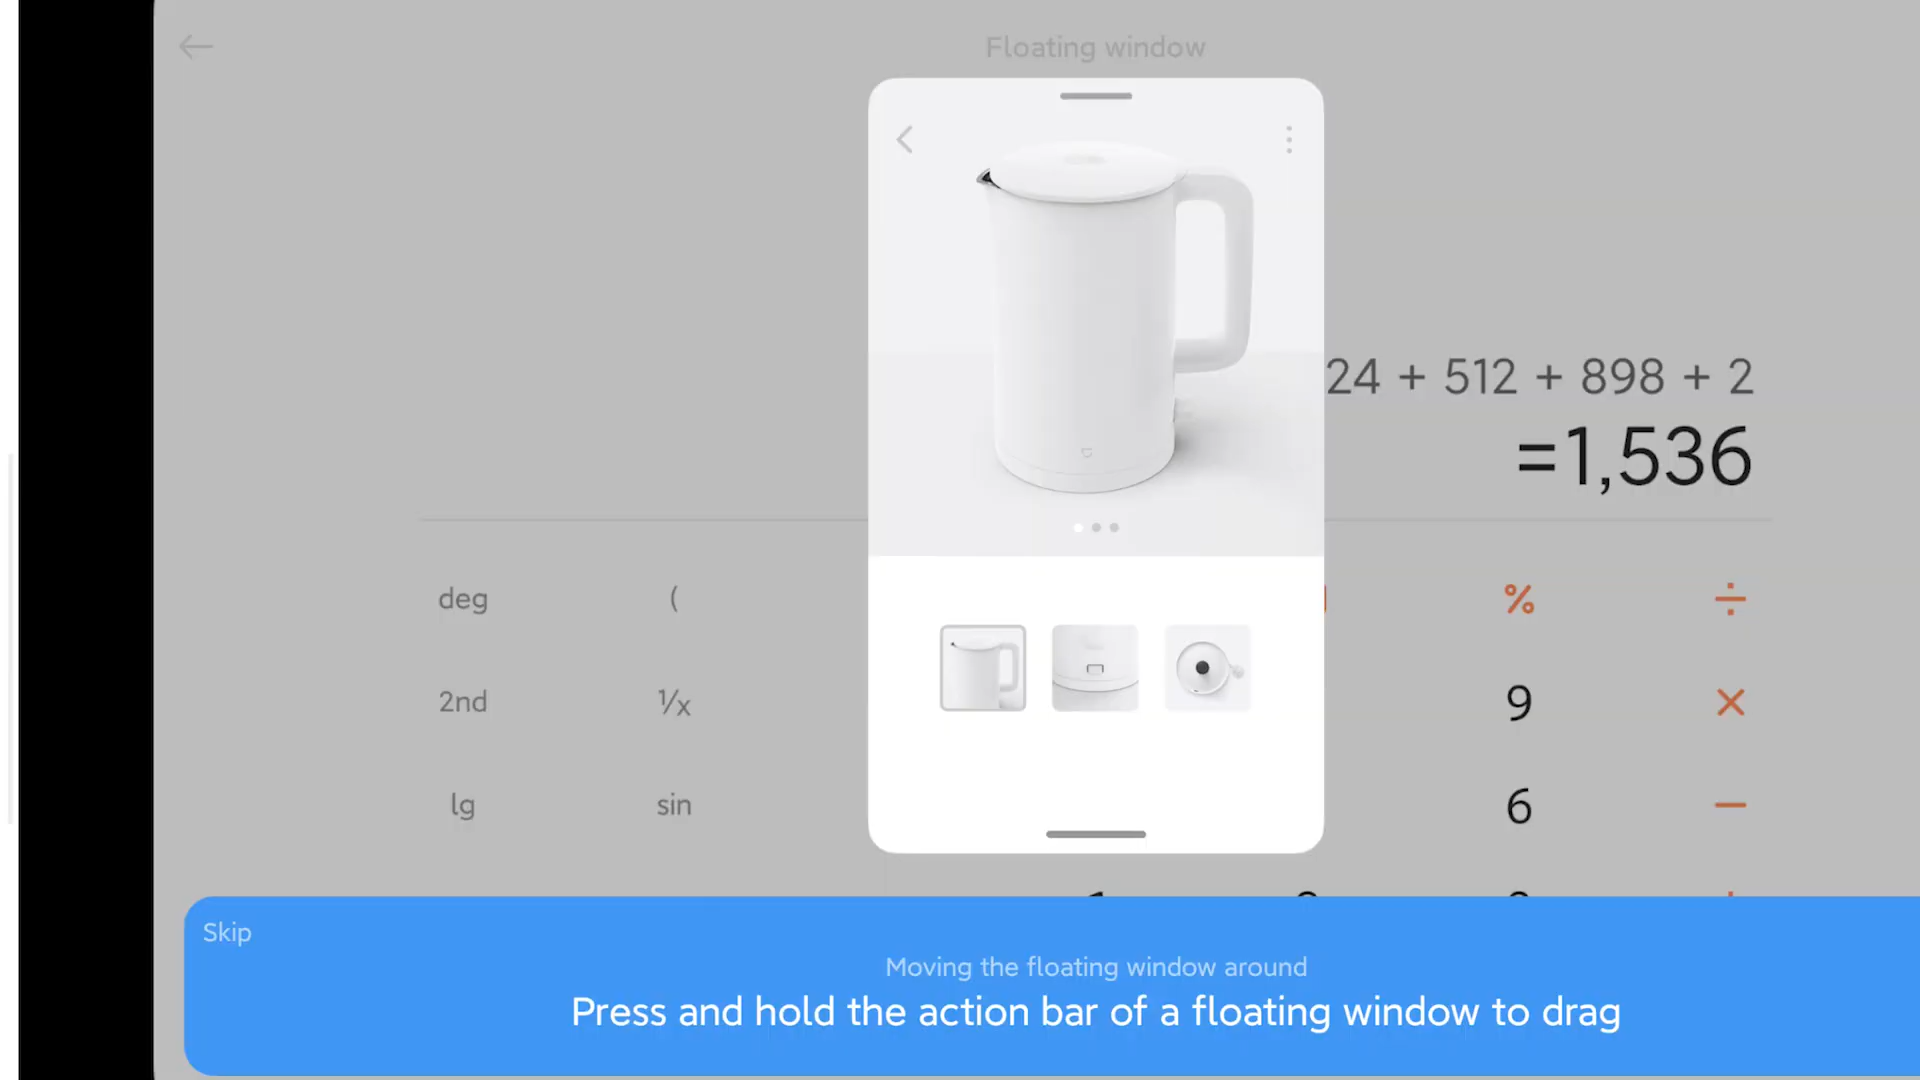 Floating window
24 + 512 + 898 + 2
=1,536
deg ( % ÷
2nd ⅟x 9 ×
lg sin 6 −
Skip
Moving the floating window around
Press and hold the action bar of a floating window to drag